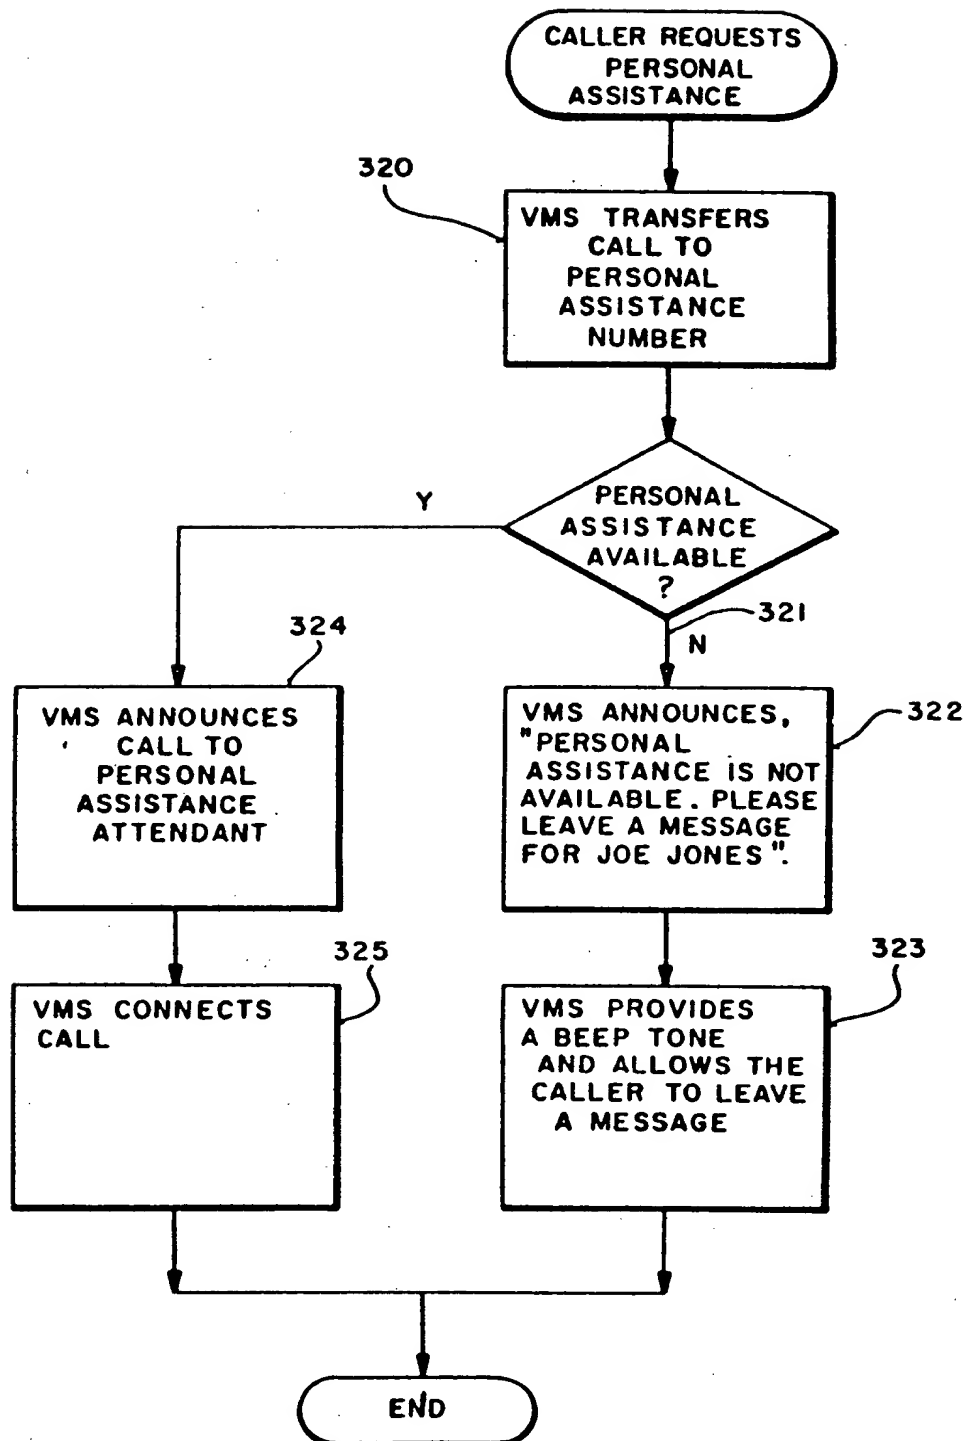 CALLER REQUESTS
PERSONAL
ASSISTANCE
320
VMS TRANSFERS
CALL TO
PERSONAL
ASSISTANCE
NUMBER
PERSONAL
ASSISTANCE
AVAILABLE
?
Y
321
N
324
VMS ANNOUNCES
CALL TO
PERSONAL
ASSISTANCE
ATTENDANT
322
VMS ANNOUNCES,
"PERSONAL
ASSISTANCE IS NOT
AVAILABLE. PLEASE
LEAVE A MESSAGE
FOR JOE JONES".
325
VMS CONNECTS
CALL
323
VMS PROVIDES
A BEEP TONE
AND ALLOWS THE
CALLER TO LEAVE
A MESSAGE
END